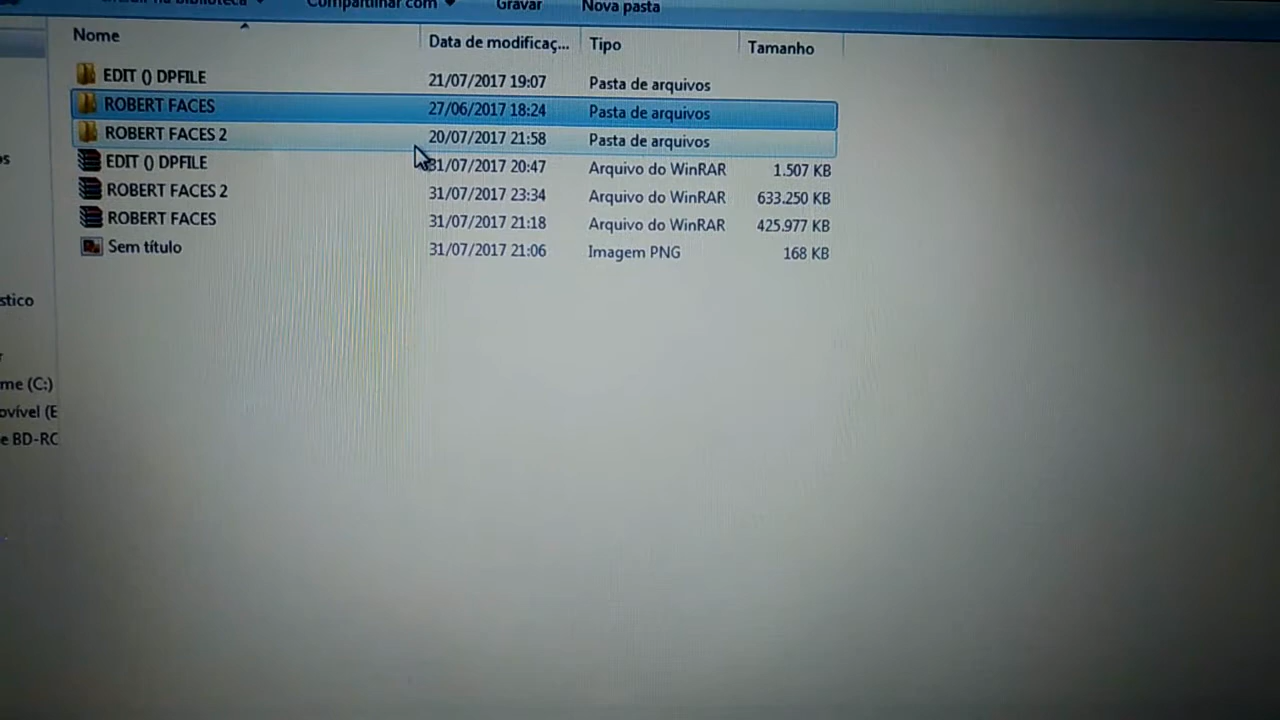 Compartilhar com Gravar Nova pasta
Nome Data de modificaç... Tipo Tamanho
EDIT () DPFILE 21/07/2017 19:07 Pasta de arquivos
ROBERT FACES 27/06/2017 18:24 Pasta de arquivos
ROBERT FACES 2 20/07/2017 21:58 Pasta de arquivos
EDIT () DPFILE 31/07/2017 20:47 Arquivo do WinRAR 1.507 KB
ROBERT FACES 2 31/07/2017 23:34 Arquivo do WinRAR 633.250 KB
ROBERT FACES 31/07/2017 21:18 Arquivo do WinRAR 425.977 KB
Sem título 31/07/2017 21:06 Imagem PNG 168 KB
stico
me (C:)
ovível (E
e BD-RC